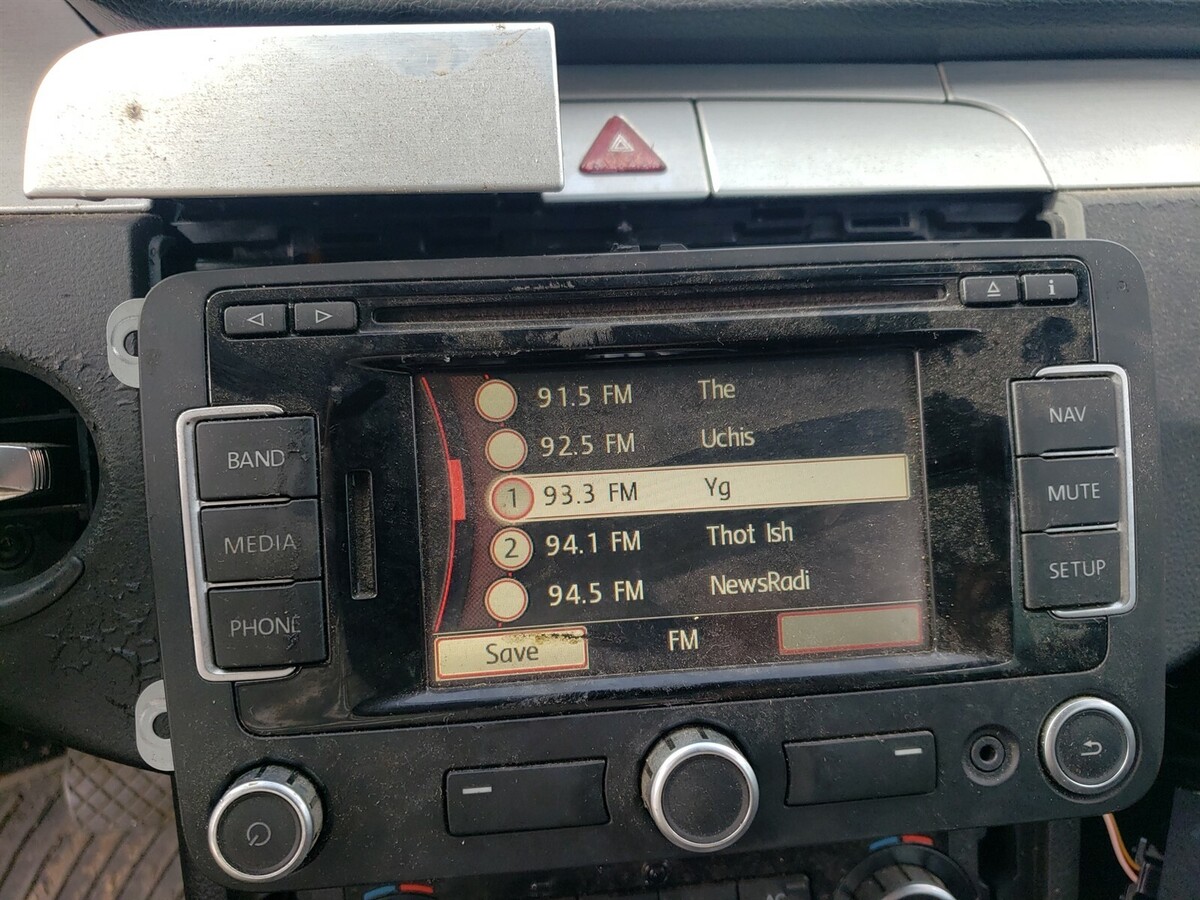 i
91.5 FM The
92.5 FM Uchis
1 93.3 FM Yg
2 94.1 FM Thot Ish
94.5 FM NewsRadi
Save FM
BAND
MEDIA
PHONE
NAV
MUTE
SETUP